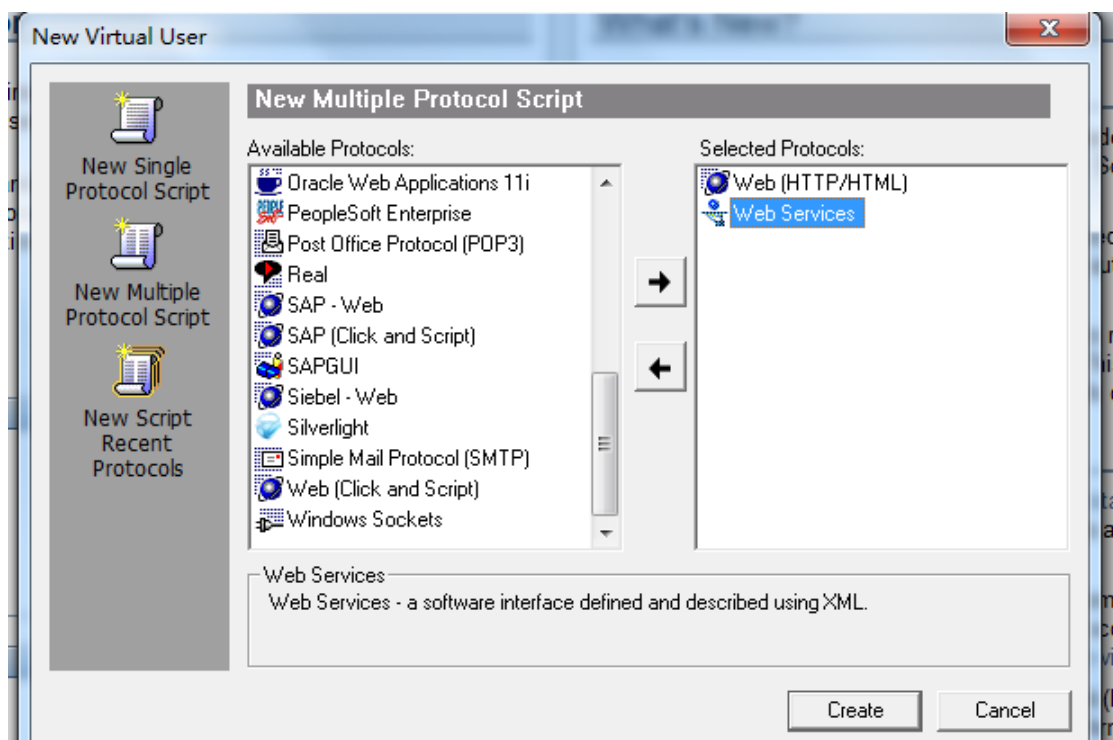 What's New?
New Virtual User
New Single
Protocol Script
New Multiple
Protocol Script
New Script
Recent
Protocols
New Multiple Protocol Script
Available Protocols:
Oracle Web Applications 11i
PeopleSoft Enterprise
Post Office Protocol (POP3)
Real
SAP - Web
SAP (Click and Script)
SAPGUI
Siebel - Web
Silverlight
Simple Mail Protocol (SMTP)
Web (Click and Script)
Windows Sockets
Selected Protocols:
Web (HTTP/HTML)
Web Services
Web Services
Web Services - a software interface defined and described using XML.
Create
Cancel